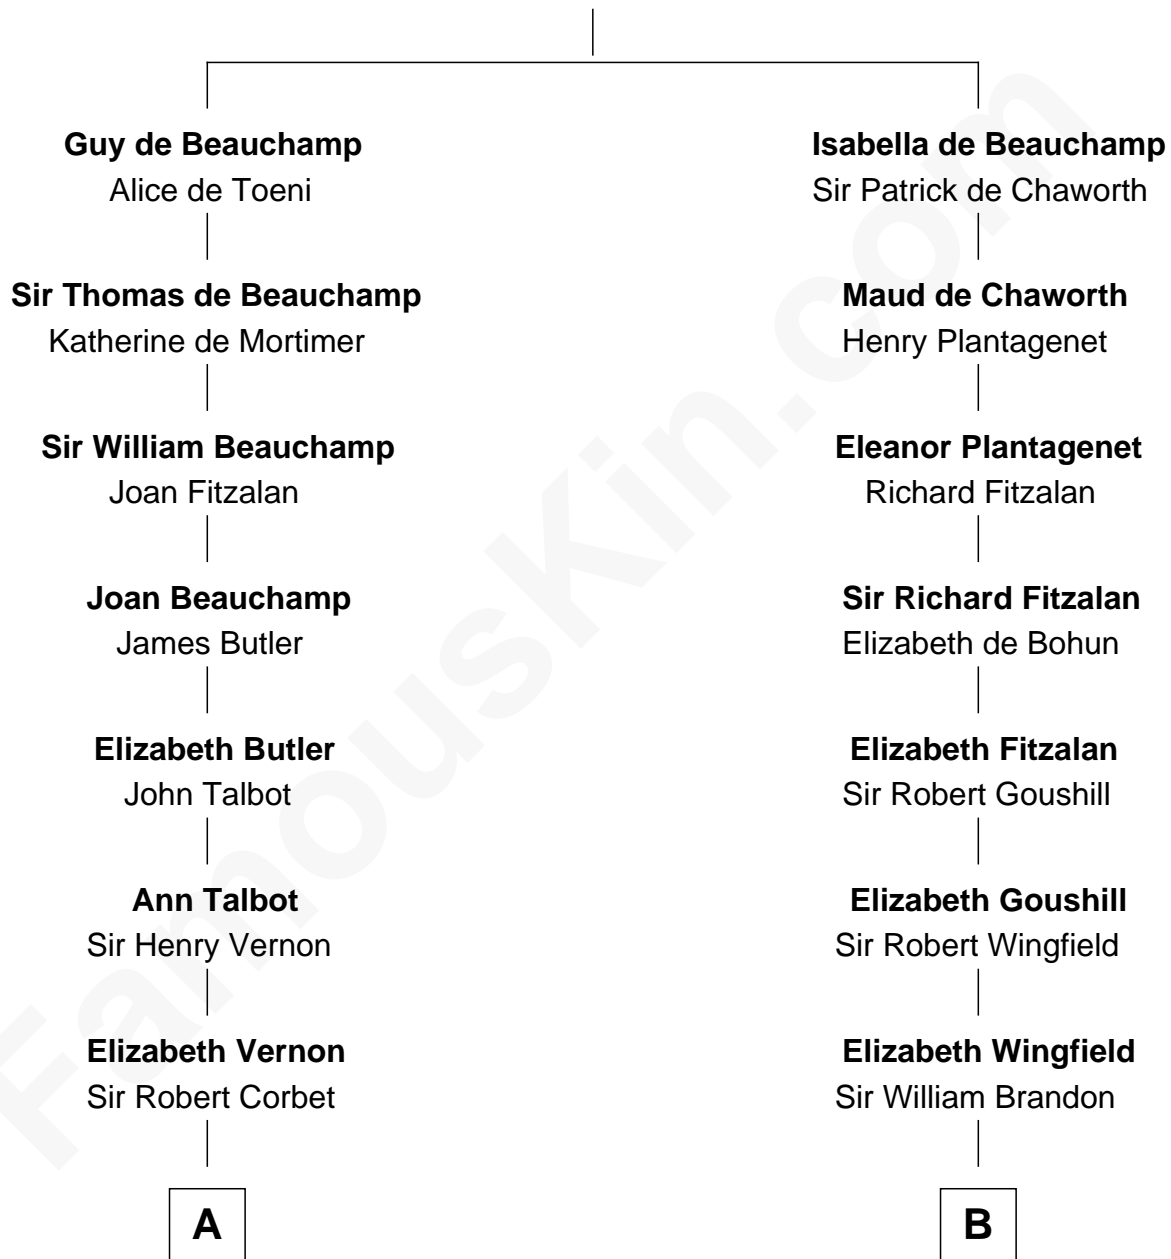 Guy de Beauchamp
Alice de Toeni
Sir Thomas de Beauchamp
Katherine de Mortimer
Sir William Beauchamp
Joan Fitzalan
Joan Beauchamp
James Butler
Elizabeth Butler
John Talbot
Ann Talbot
Sir Henry Vernon
Elizabeth Vernon
Sir Robert Corbet
A
Isabella de Beauchamp
Sir Patrick de Chaworth
Maud de Chaworth
Henry Plantagenet
Eleanor Plantagenet
Richard Fitzalan
Sir Richard Fitzalan
Elizabeth de Bohun
Elizabeth Fitzalan
Sir Robert Goushill
Elizabeth Goushill
Sir Robert Wingfield
Elizabeth Wingfield
Sir William Brandon
B
FamousKin.com